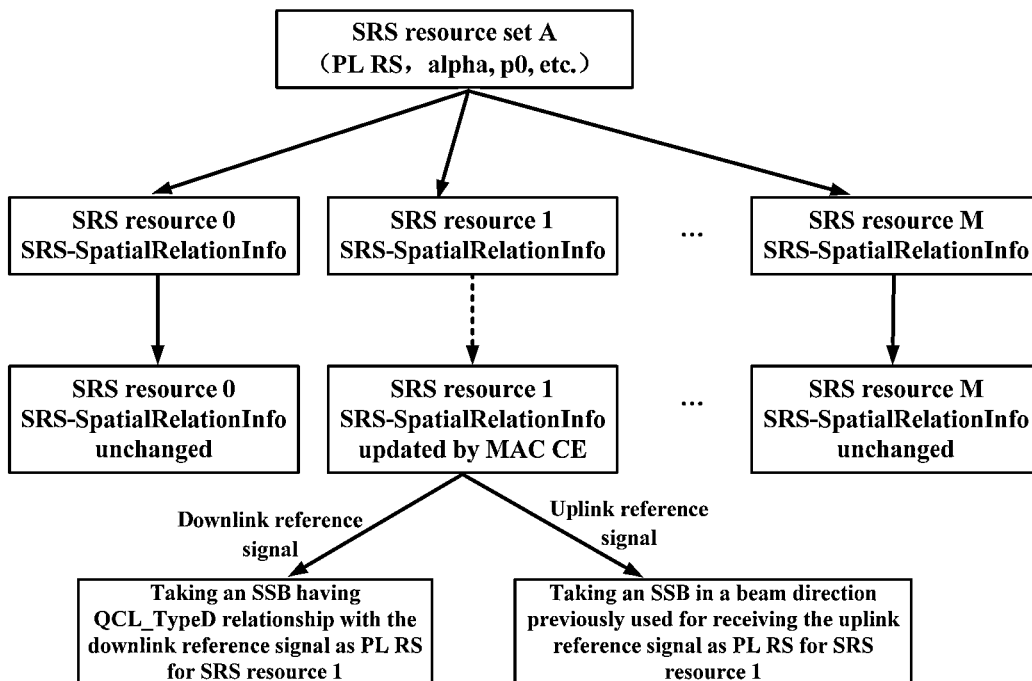 SRS resource set A
（PL RS，alpha, p0, etc.）
SRS resource 0
SRS-SpatialRelationInfo
SRS resource 1
SRS-SpatialRelationInfo
...
SRS resource M
SRS-SpatialRelationInfo
SRS resource 0
SRS-SpatialRelationInfo
unchanged
SRS resource 1
SRS-SpatialRelationInfo
updated by MAC CE
...
SRS resource M
SRS-SpatialRelationInfo
unchanged
Downlink reference
signal
Uplink reference
signal
Taking an SSB having
QCL_TypeD relationship with the
downlink reference signal as PL RS
for SRS resource 1
Taking an SSB in a beam direction
previously used for receiving the uplink
reference signal as PL RS for SRS
resource 1